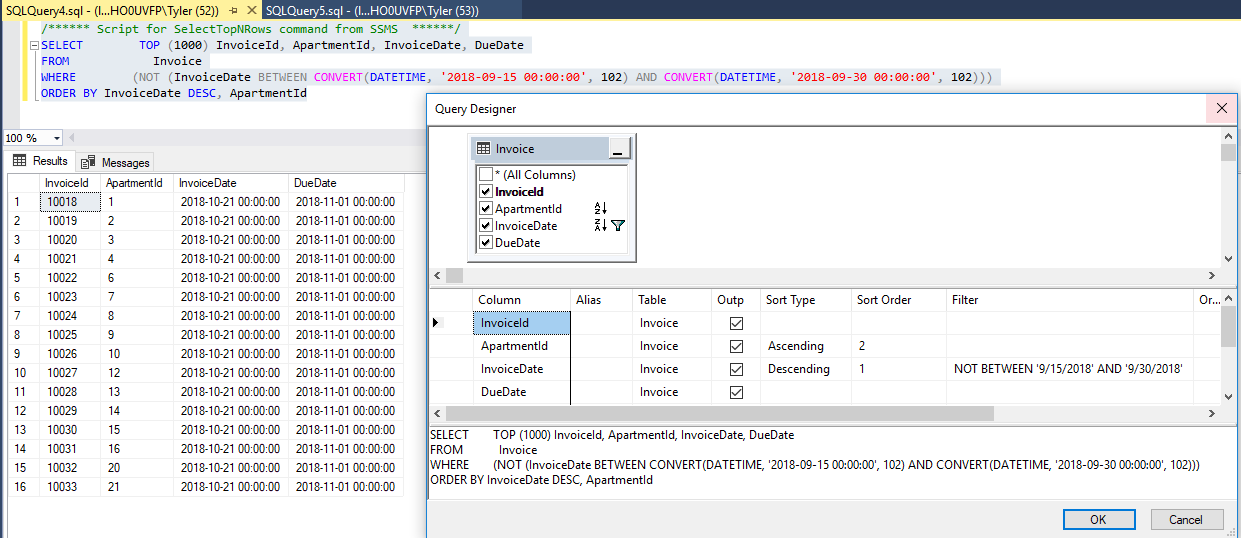 SQLQuery4.sql - (l...HO0UVFP\Tyler (52)) SQLQuery5.sql - (l...HO0UVFP\Tyler (53))
/****** Script for SelectTopNRows command from SSMS ******/
SELECT TOP (1000) InvoiceId, ApartmentId, InvoiceDate, DueDate
FROM Invoice
WHERE (NOT (InvoiceDate BETWEEN CONVERT(DATETIME, '2018-09-15 00:00:00', 102) AND CONVERT(DATETIME, '2018-09-30 00:00:00', 102)))
ORDER BY InvoiceDate DESC, ApartmentId
100 %
Results Messages
InvoiceId ApartmentId InvoiceDate DueDate
1 10018 1 2018-10-21 00:00:00 2018-11-01 00:00:00
2 10019 2 2018-10-21 00:00:00 2018-11-01 00:00:00
3 10020 3 2018-10-21 00:00:00 2018-11-01 00:00:00
4 10021 4 2018-10-21 00:00:00 2018-11-01 00:00:00
5 10022 6 2018-10-21 00:00:00 2018-11-01 00:00:00
6 10023 7 2018-10-21 00:00:00 2018-11-01 00:00:00
7 10024 8 2018-10-21 00:00:00 2018-11-01 00:00:00
8 10025 9 2018-10-21 00:00:00 2018-11-01 00:00:00
9 10026 10 2018-10-21 00:00:00 2018-11-01 00:00:00
10 10027 12 2018-10-21 00:00:00 2018-11-01 00:00:00
11 10028 13 2018-10-21 00:00:00 2018-11-01 00:00:00
12 10029 14 2018-10-21 00:00:00 2018-11-01 00:00:00
13 10030 15 2018-10-21 00:00:00 2018-11-01 00:00:00
14 10031 16 2018-10-21 00:00:00 2018-11-01 00:00:00
15 10032 20 2018-10-21 00:00:00 2018-11-01 00:00:00
16 10033 21 2018-10-21 00:00:00 2018-11-01 00:00:00
Query Designer
Invoice
* (All Columns)
InvoiceId
ApartmentId
InvoiceDate
DueDate
Column Alias Table Outp Sort Type Sort Order Filter Or...
InvoiceId Invoice
ApartmentId Invoice Ascending 2
InvoiceDate Invoice Descending 1 NOT BETWEEN '9/15/2018' AND '9/30/2018'
DueDate Invoice
SELECT TOP (1000) InvoiceId, ApartmentId, InvoiceDate, DueDate
FROM Invoice
WHERE (NOT (InvoiceDate BETWEEN CONVERT(DATETIME, '2018-09-15 00:00:00', 102) AND CONVERT(DATETIME, '2018-09-30 00:00:00', 102)))
ORDER BY InvoiceDate DESC, ApartmentId
OK Cancel